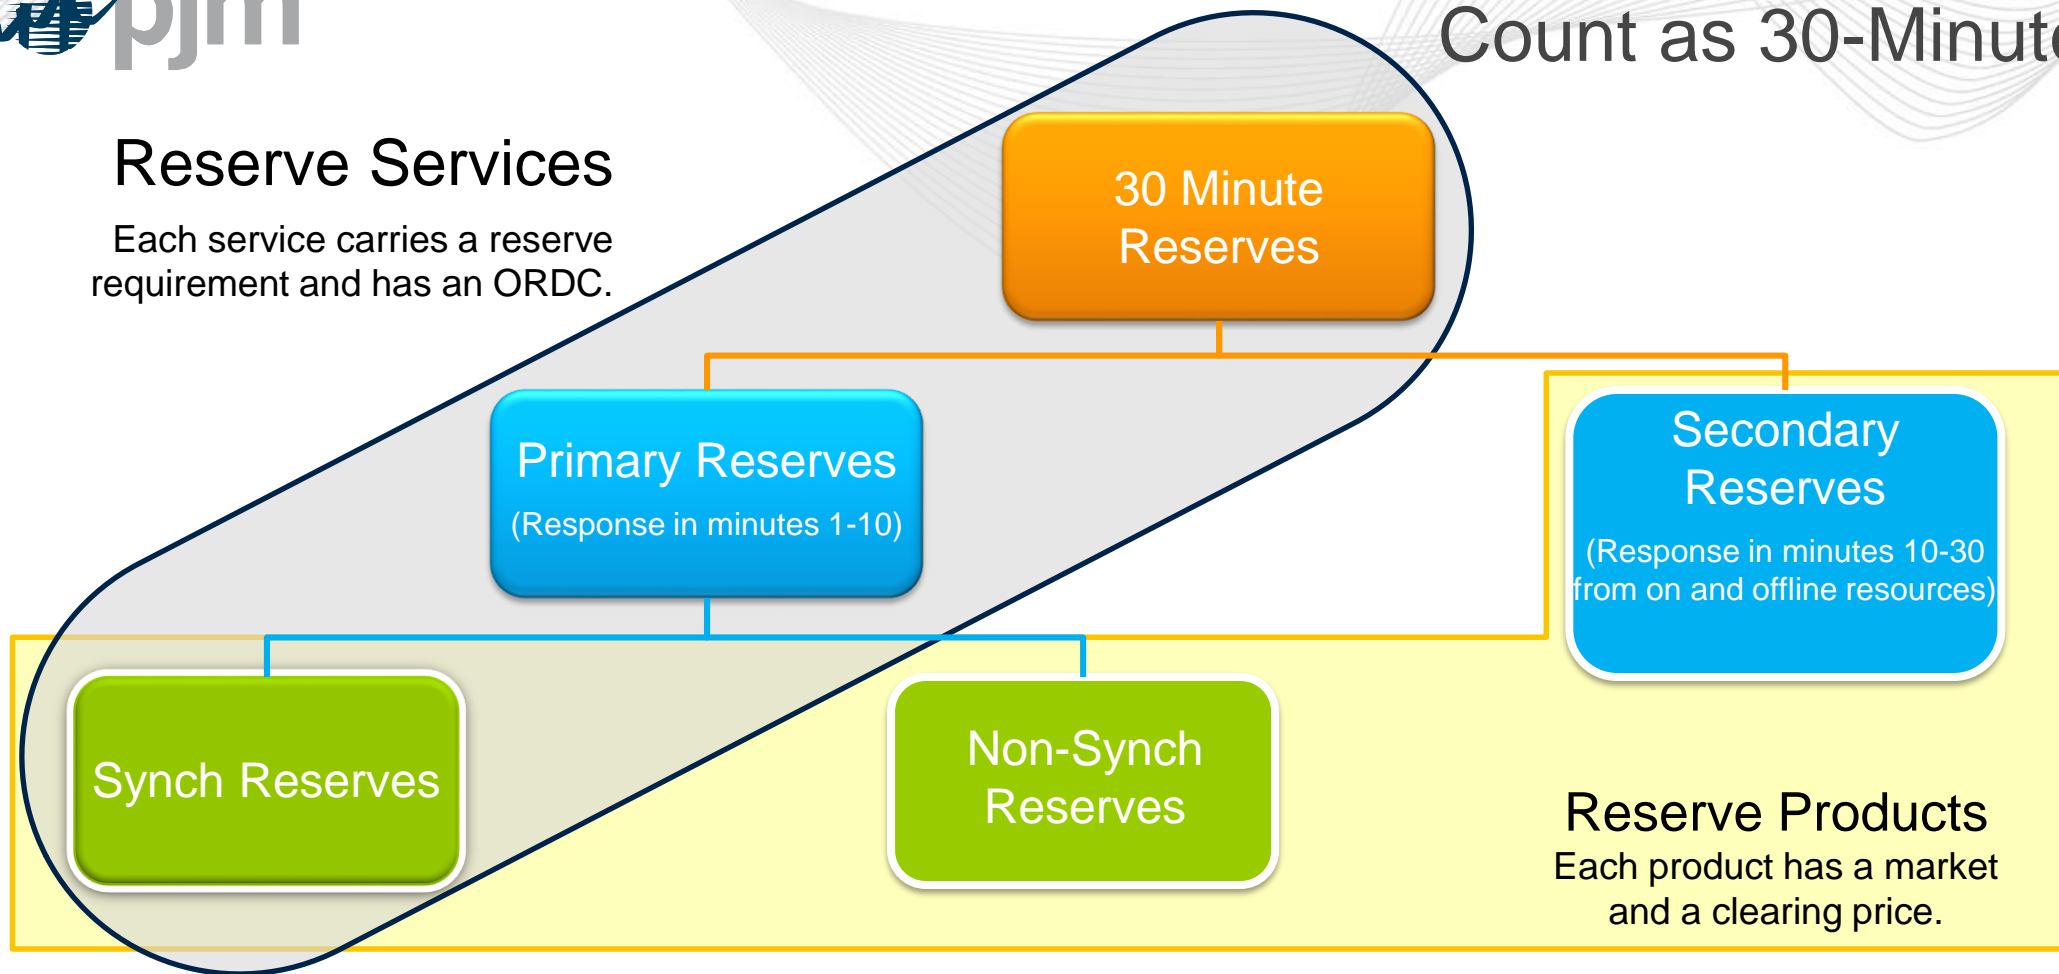 pjm
Count as 30-Minute
Reserve Services
Each service carries a reserve
requirement and has an ORDC.
30 Minute
Reserves
Primary Reserves
(Response in minutes 1-10)
Secondary
Reserves
(Response in minutes 10-30
from on and offline resources)
Synch Reserves
Non-Synch
Reserves
Reserve Products
Each product has a market
and a clearing price.